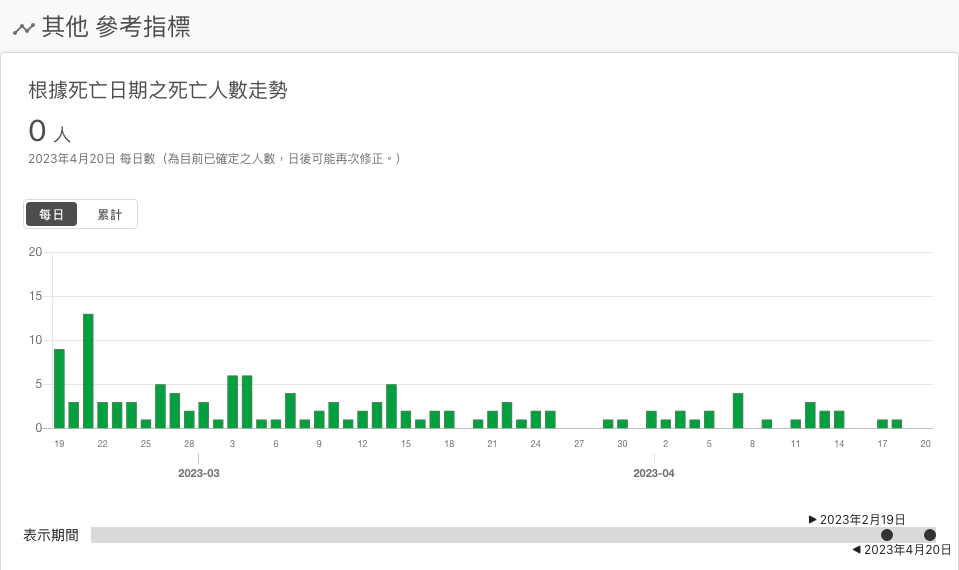 其他 參考指標
根據死亡日期之死亡人數走勢
0 人
2023年4月20日 每日數（為目前已確定之人數，日後可能再次修正。）
每日 累計
20
15
10
5
0
19 22 25 28 3 6 9 12 15 18 21 24 27 30 2 5 8 11 14 17 20
2023-03 2023-04
▶ 2023年2月19日
表示期間
◀ 2023年4月20日